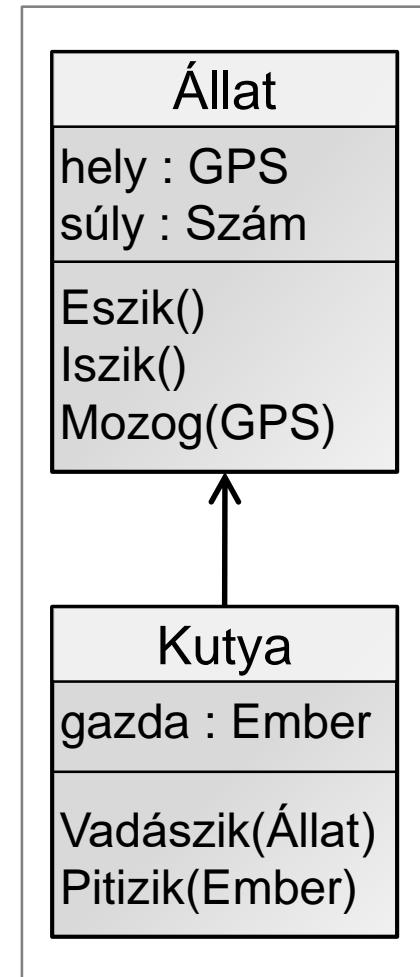 Állat
hely : GPS
súly : Szám
Eszik()
Iszik()
Mozog(GPS)
Kutya
gazda : Ember
Vadászik(Állat)
Pitizik(Ember)